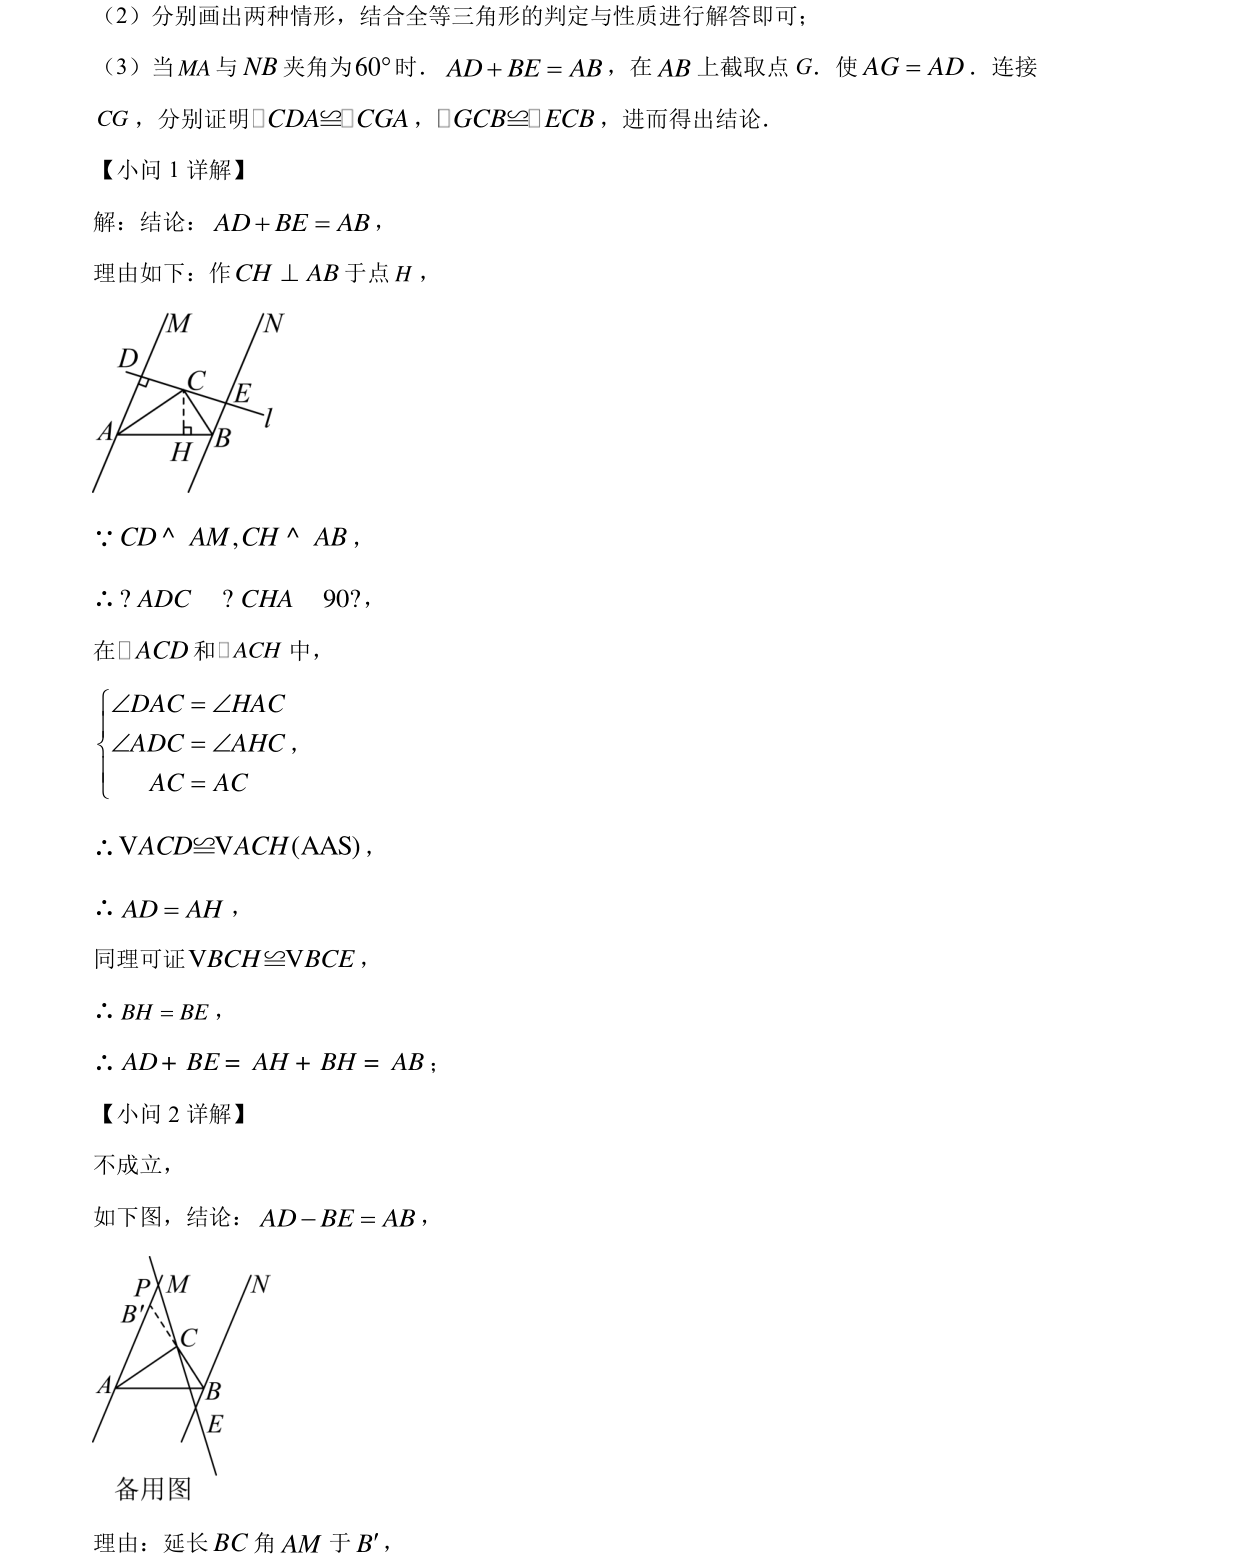 （2）分别画出两种情形，结合全等三角形的判定与性质进行解答即可；
（3）当MA与NB夹角为60°时．AD+BE=AB，在AB上截取点G．使AG=AD．连接
CG，分别证明□CDA≌□CGA，□GCB≌□ECB，进而得出结论．
【小问1详解】
解：结论：AD+BE=AB，
理由如下：作CH⊥AB于点H，
M N
D
C
E
l
A
H
B
∵CD^ AM,CH^ AB，
∴?ADC ?CHA 90?，
在□ACD和□ACH中，
∠DAC=∠HAC
∠ADC=∠AHC，
AC=AC
∴VACD≌VACH(AAS)，
∴AD=AH，
同理可证VBCH≌VBCE，
∴BH=BE，
∴AD+BE=AH+BH=AB；
【小问2详解】
不成立，
如下图，结论：AD−BE=AB，
P M N
B′
C
A B
E
备用图
理由：延长BC角AM于B′，